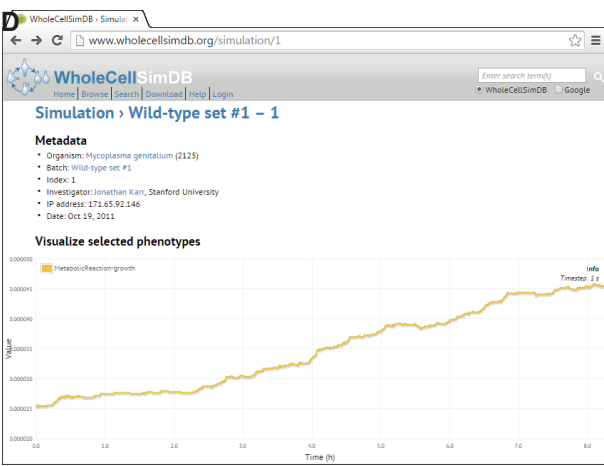 D
WholeCellSimDB › Simulat ×
www.wholecellsimdb.org/simulation/1
WholeCellSimDB
Enter search term(s)
Home | Browse | Search | Download | Help | Login
WholeCellSimDB Google
Simulation › Wild-type set #1 – 1
Metadata
• Organism: Mycoplasma genitalium (2125)
• Batch: Wild-type set #1
• Index: 1
• Investigator: Jonathan Karr, Stanford University
• IP address: 171.65.92.146
• Date: Oct 19, 2011
Visualize selected phenotypes
MetabolicReaction-growth
Info
Timestep: 1 s
0.000050
0.000045
0.000040
0.000035
0.000030
0.000025
0.000020
Value
0.0 1.0 2.0 3.0 4.0 5.0 6.0 7.0 8.0
Time (h)